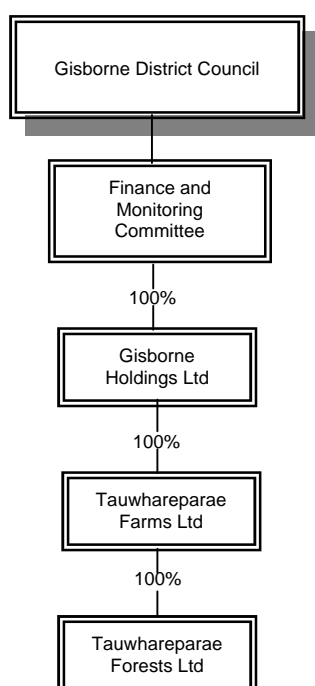 Gisborne District Council
Finance and
Monitoring
Committee
100%
Gisborne
Holdings Ltd
100%
Tauwhareparae
Farms Ltd
100%
Tauwhareparae
Forests Ltd